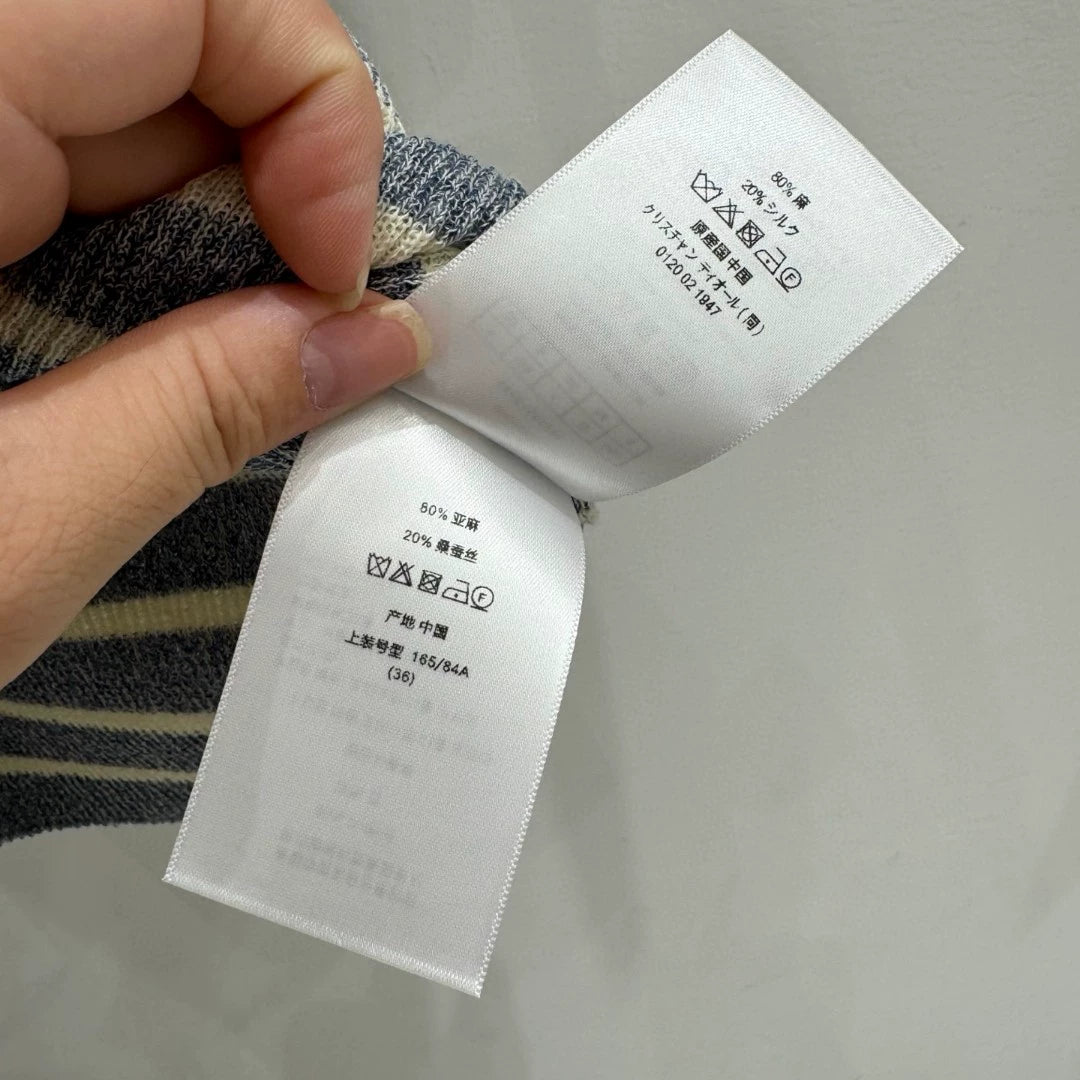 80% 麻
20% シルク
F
原産国 中国
クリスチャン ディオール (同)
0120 02 1947
80% 亚麻
20% 桑蚕丝
F
产地 中国
上装号型 165/84A
(36)